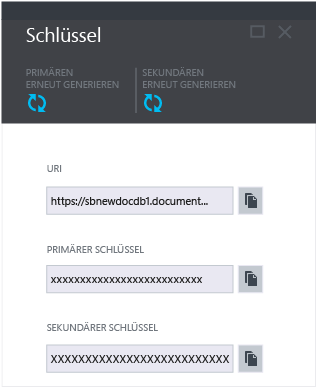 Schlüssel
PRIMÄREN
ERNEUT GENERIEREN
SEKUNDÄREN
ERNEUT GENERIEREN
URI
https://sbnewdocdb1.document...
PRIMÄRER SCHLÜSSEL
xxxxxxxxxxxxxxxxxxxxxxxxxx
SEKUNDÄRER SCHLÜSSEL
XXXXXXXXXXXXXXXXXXXXXXXXXX